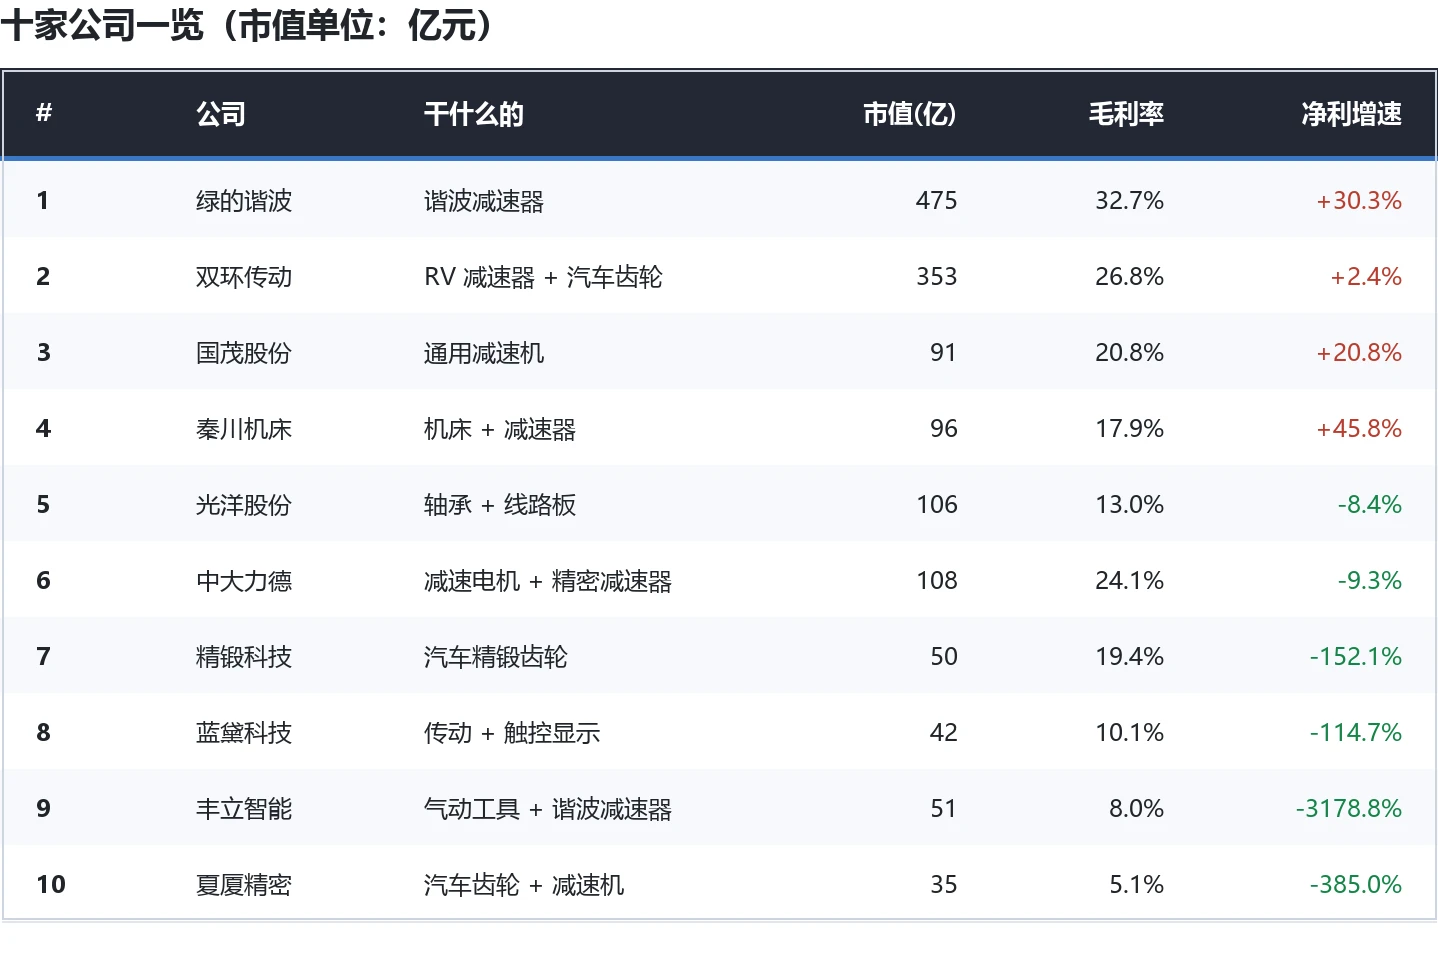 十家公司一览（市值单位：亿元）
# 公司 干什么的 市值(亿) 毛利率 净利增速
1 绿的谐波 谐波减速器 475 32.7% +30.3%
2 双环传动 RV 减速器 + 汽车齿轮 353 26.8% +2.4%
3 国茂股份 通用减速机 91 20.8% +20.8%
4 秦川机床 机床 + 减速器 96 17.9% +45.8%
5 光洋股份 轴承 + 线路板 106 13.0% -8.4%
6 中大力德 减速电机 + 精密减速器 108 24.1% -9.3%
7 精锻科技 汽车精锻齿轮 50 19.4% -152.1%
8 蓝黛科技 传动 + 触控显示 42 10.1% -114.7%
9 丰立智能 气动工具 + 谐波减速器 51 8.0% -3178.8%
10 夏厦精密 汽车齿轮 + 减速机 35 5.1% -385.0%